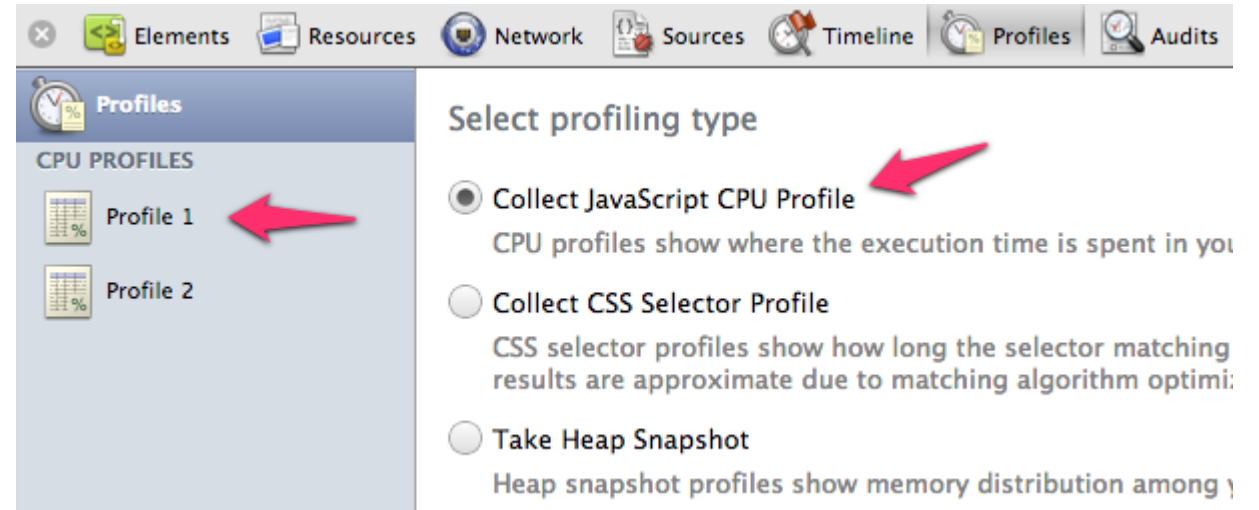 Elements Resources Network Sources Timeline Profiles Audits
Profiles
CPU PROFILES
Profile 1
Profile 2
Select profiling type
Collect JavaScript CPU Profile
CPU profiles show where the execution time is spent in you
Collect CSS Selector Profile
CSS selector profiles show how long the selector matching
results are approximate due to matching algorithm optimi
Take Heap Snapshot
Heap snapshot profiles show memory distribution among